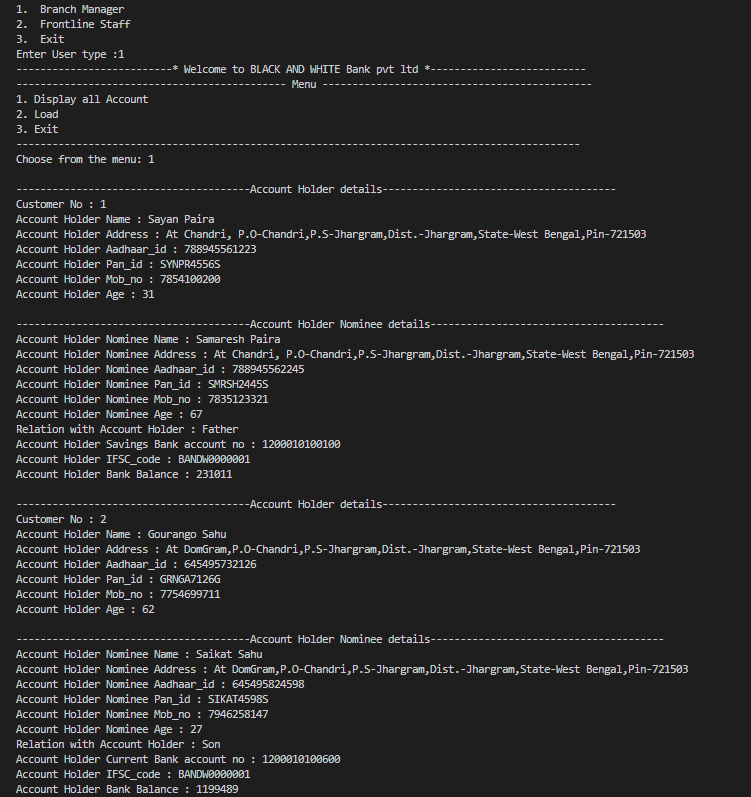 1.  Branch Manager
2.  Frontline Staff
3.  Exit
Enter User type :1
--------------------------* Welcome to BLACK AND WHITE Bank pvt ltd *--------------------------
--------------------------------------------- Menu ---------------------------------------------
1. Display all Account
2. Load
3. Exit
----------------------------------------------------------------------------------------------
Choose from the menu: 1
---------------------------------------Account Holder details---------------------------------------
Customer No : 1
Account Holder Name : Sayan Paira
Account Holder Address : At Chandri, P.O-Chandri,P.S-Jhargram,Dist.-Jhargram,State-West Bengal,Pin-721503
Account Holder Aadhaar_id : 788945561223
Account Holder Pan_id : SYNPR4556S
Account Holder Mob_no : 7854100200
Account Holder Age : 31
---------------------------------------Account Holder Nominee details---------------------------------------
Account Holder Nominee Name : Samaresh Paira
Account Holder Nominee Address : At Chandri, P.O-Chandri,P.S-Jhargram,Dist.-Jhargram,State-West Bengal,Pin-721503
Account Holder Nominee Aadhaar_id : 788945562245
Account Holder Nominee Pan_id : SMRSH2445S
Account Holder Nominee Mob_no : 7835123321
Account Holder Nominee Age : 67
Relation with Account Holder : Father
Account Holder Savings Bank account no : 1200010100100
Account Holder IFSC_code : BANDW0000001
Account Holder Bank Balance : 231011
---------------------------------------Account Holder details---------------------------------------
Customer No : 2
Account Holder Name : Gourango Sahu
Account Holder Address : At DomGram,P.O-Chandri,P.S-Jhargram,Dist.-Jhargram,State-West Bengal,Pin-721503
Account Holder Aadhaar_id : 645495732126
Account Holder Pan_id : GRNGA7126G
Account Holder Mob_no : 7754699711
Account Holder Age : 62
---------------------------------------Account Holder Nominee details---------------------------------------
Account Holder Nominee Name : Saikat Sahu
Account Holder Nominee Address : At DomGram,P.O-Chandri,P.S-Jhargram,Dist.-Jhargram,State-West Bengal,Pin-721503
Account Holder Nominee Aadhaar_id : 645495824598
Account Holder Nominee Pan_id : SIKAT4598S
Account Holder Nominee Mob_no : 7946258147
Account Holder Nominee Age : 27
Relation with Account Holder : Son
Account Holder Current Bank account no : 1200010100600
Account Holder IFSC_code : BANDW0000001
Account Holder Bank Balance : 1199489